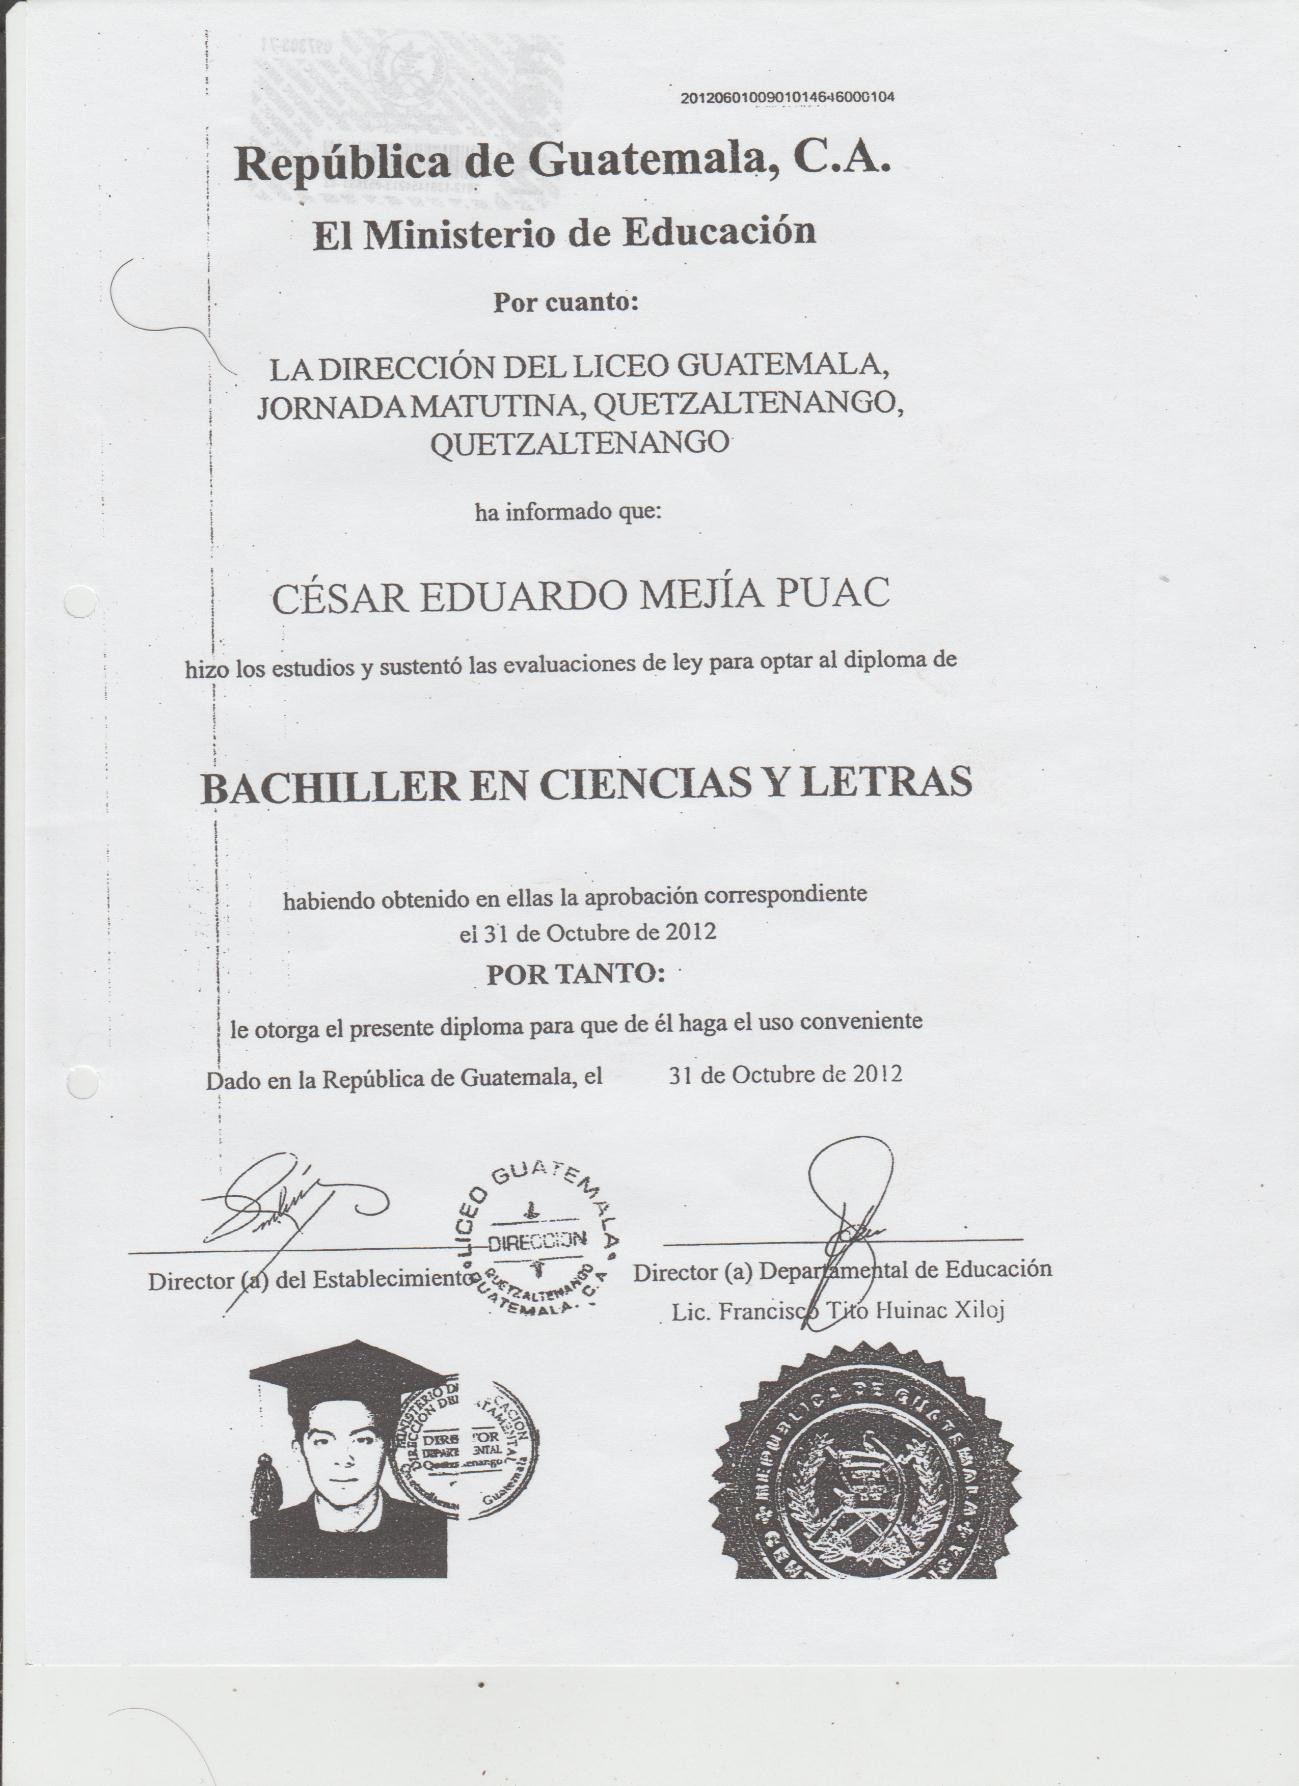 2012060100901014646000104
República de Guatemala, C.A.
El Ministerio de Educación
Por cuanto:
LA DIRECCIÓN DEL LICEO GUATEMALA,
JORNADA MATUTINA, QUETZALTENANGO,
QUETZALTENANGO
ha informado que:
CÉSAR EDUARDO MEJÍA PUAC
hizo los estudios y sustentó las evaluaciones de ley para optar al diploma de
BACHILLER EN CIENCIAS Y LETRAS
habiendo obtenido en ellas la aprobación correspondiente
el 31 de Octubre de 2012
POR TANTO:
le otorga el presente diploma para que de él haga el uso conveniente
Dado en la República de Guatemala, el 31 de Octubre de 2012
LICEO GUATEMALA
DIRECCION
QUETZALTENANGO
GUATEMALA. C. A
Director (a) del Establecimiento
Director (a) Departamental de Educación
Lic. Francisco Tito Huinac Xiloj
REPUBLICA DE GUATEMALA
Guatemala